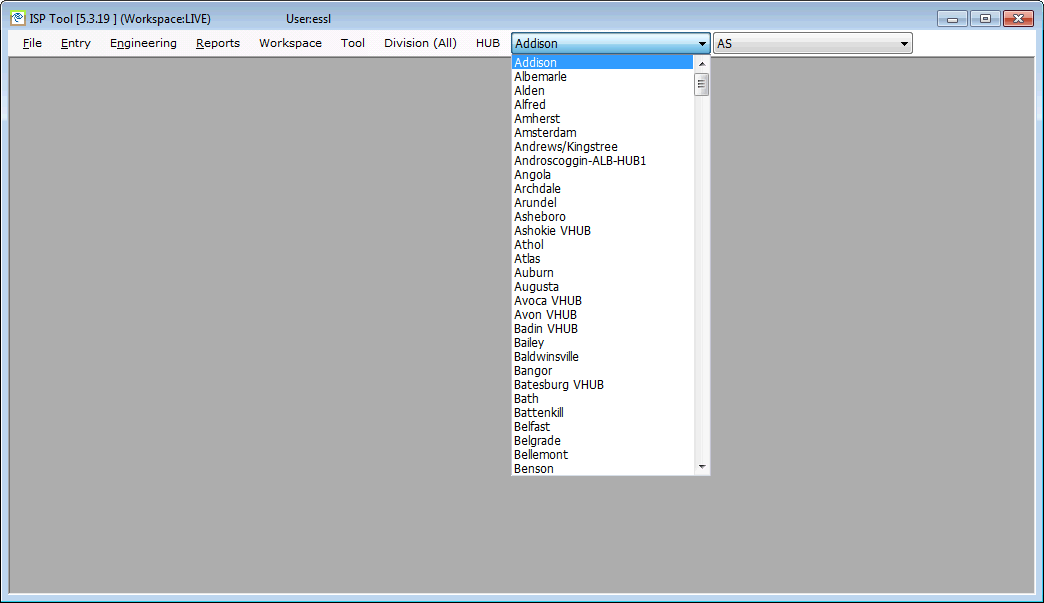 ISP Tool [5.3.19 ] (Workspace:LIVE) User:essl
File Entry Engineering Reports Workspace Tool Division (All) HUB Addison AS
Addison
Albemarle
Alden
Alfred
Amherst
Amsterdam
Andrews/Kingstree
Androscoggin-ALB-HUB1
Angola
Archdale
Arundel
Asheboro
Ashokie VHUB
Athol
Atlas
Auburn
Augusta
Avoca VHUB
Avon VHUB
Badin VHUB
Bailey
Baldwinsville
Bangor
Batesburg VHUB
Bath
Battenkill
Belfast
Belgrade
Bellemont
Benson